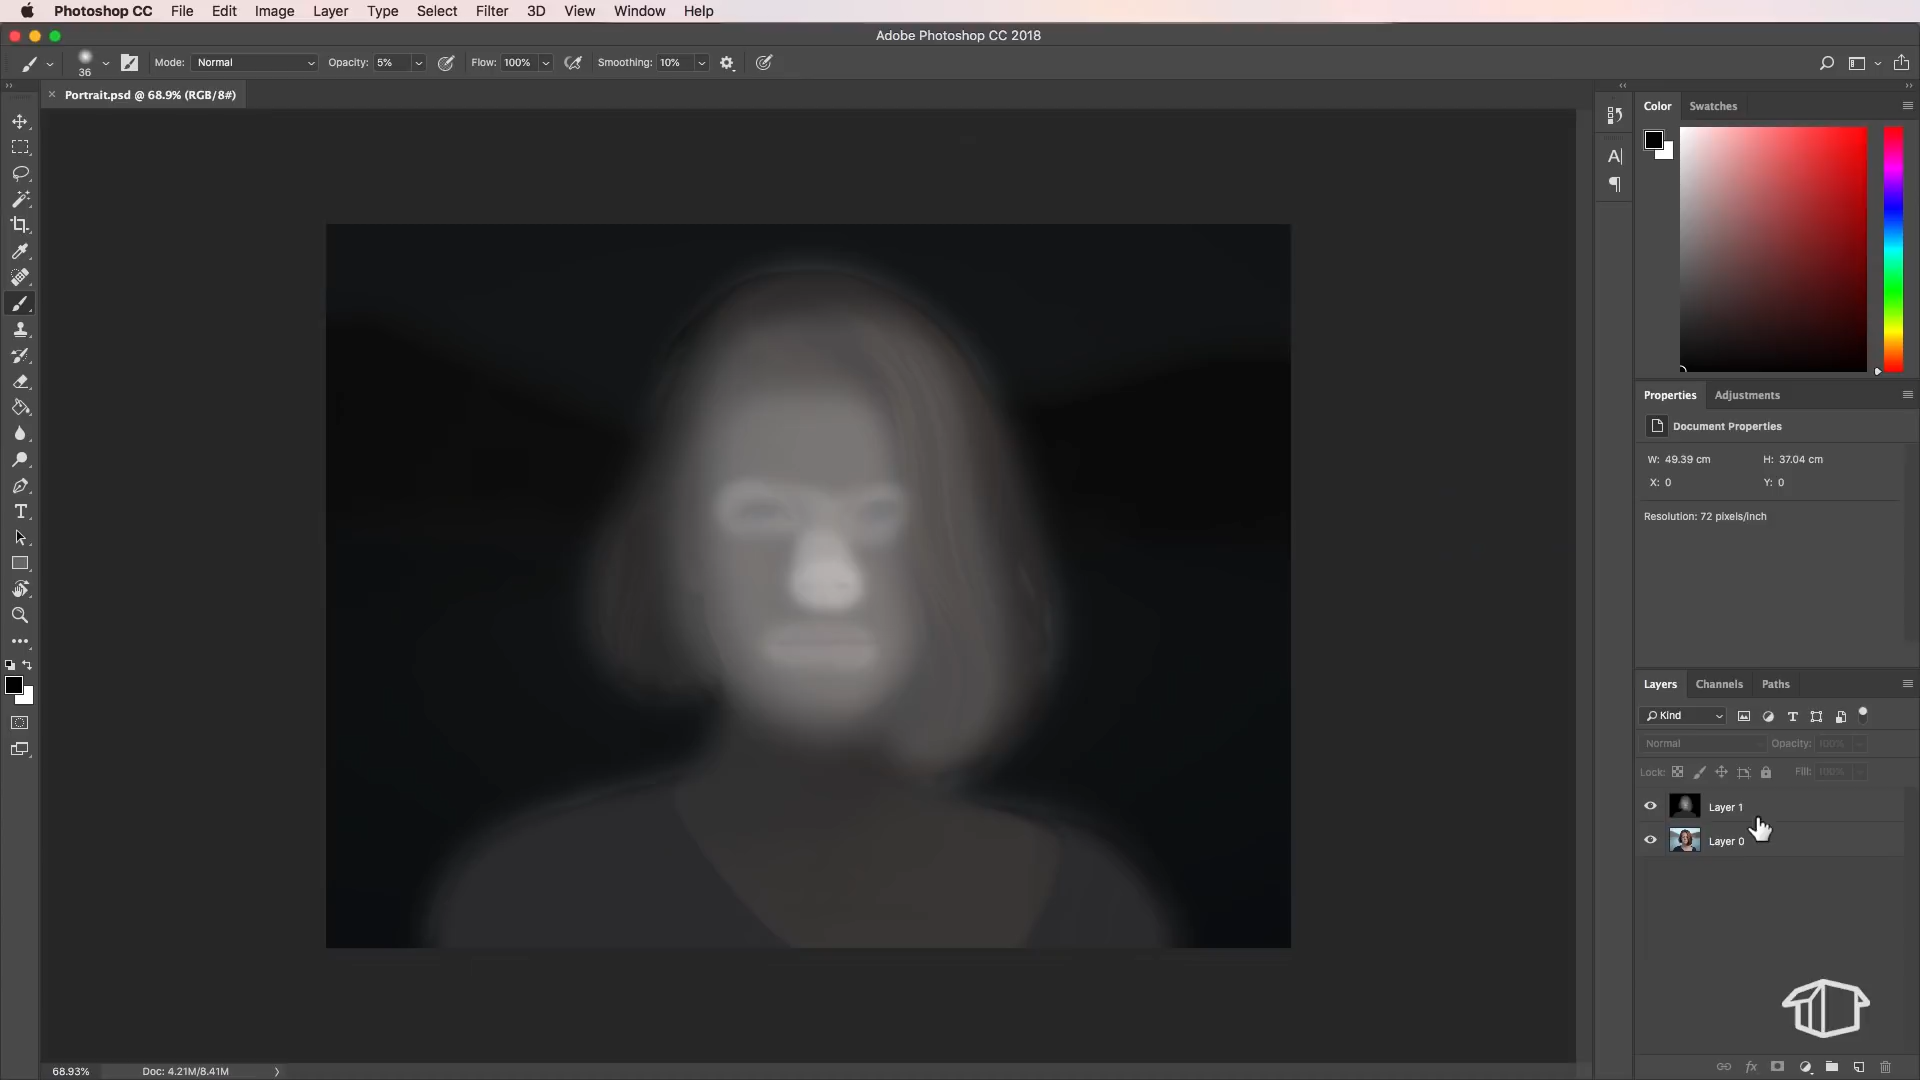 Photoshop CC File Edit Image Layer Type Select Filter 3D View Window Help
Adobe Photoshop CC 2018
36 Mode: Normal Opacity: 5% Flow: 100% Smoothing: 10%
Portrait.psd @ 68.9% (RGB/8#)
Color Swatches
A|
Properties Adjustments
Document Properties
W: 49.39 cm H: 37.04 cm
X: 0 Y: 0
Resolution: 72 pixels/inch
Layers Channels Paths
Kind
Normal Opacity: 100%
Lock: Fill: 100%
Layer 1
Layer 0
68.93% Doc: 4.21M/8.41M